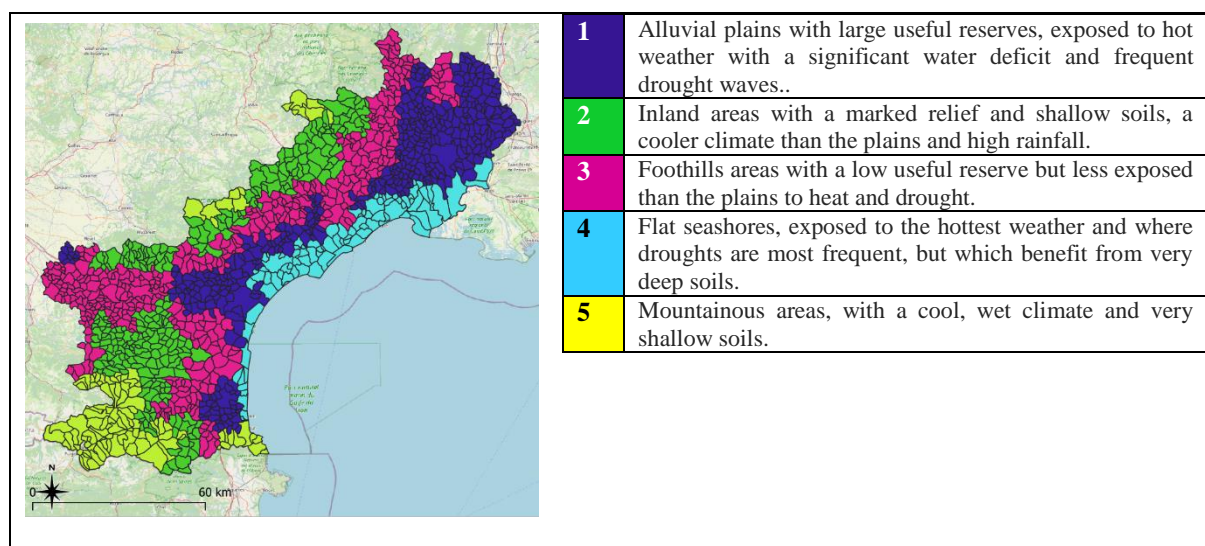 1
Alluvial plains with large useful reserves, exposed to hot
weather with a significant water deficit and frequent
drought waves..
2
Inland areas with a marked relief and shallow soils, a
cooler climate than the plains and high rainfall.
3
Foothills areas with a low useful reserve but less exposed
than the plains to heat and drought.
4
Flat seashores, exposed to the hottest weather and where
droughts are most frequent, but which benefit from very
deep soils.
5
Mountainous areas, with a cool, wet climate and very
shallow soils.
N
0
60 km